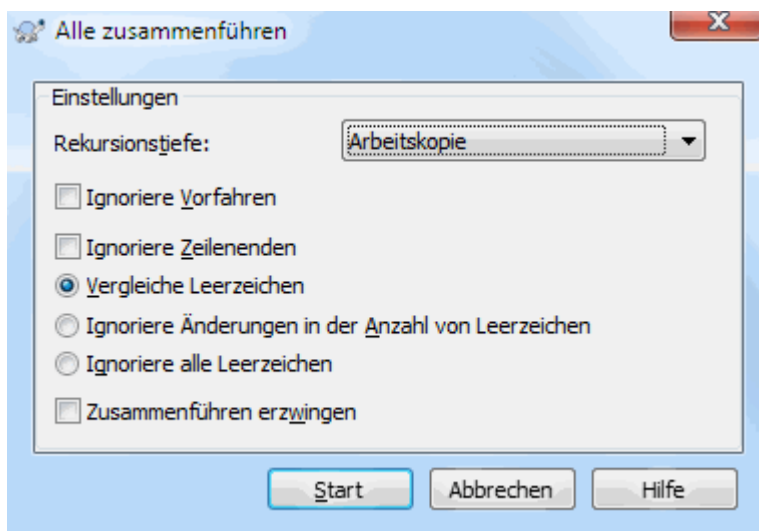 Alle zusammenführen
Einstellungen
Rekursionstiefe: Arbeitskopie
Ignoriere Vorfahren
Ignoriere Zeilenenden
Vergleiche Leerzeichen
Ignoriere Änderungen in der Anzahl von Leerzeichen
Ignoriere alle Leerzeichen
Zusammenführen erzwingen
Start Abbrechen Hilfe